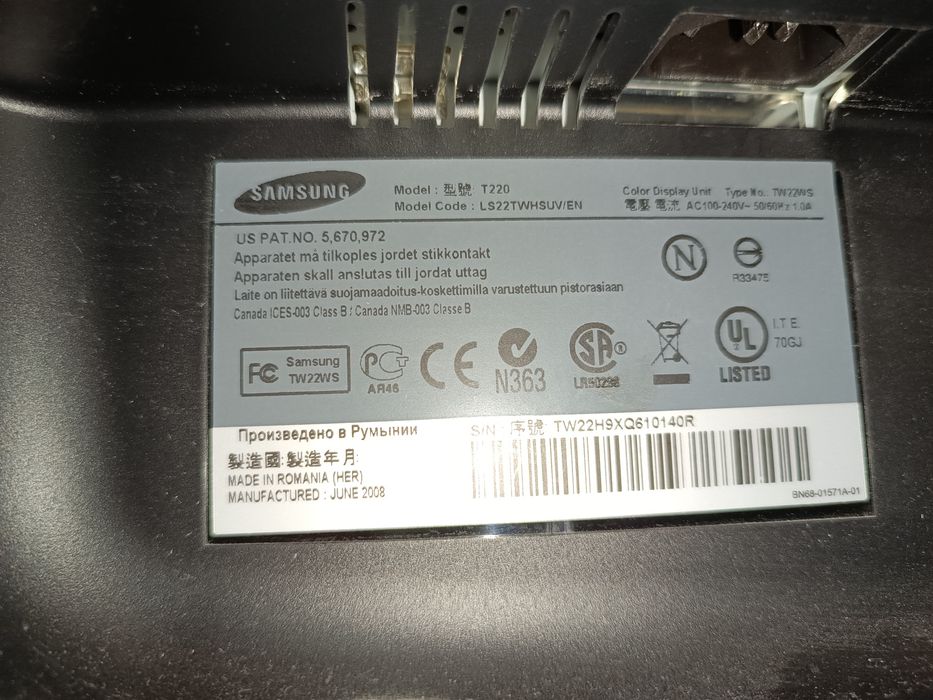 SAMSUNG
Model : 型號 T220
Model Code : LS22TWHSUV/EN
Color Display Unit Type No.: TW22WS
電壓 電流 AC100-240V~ 50/60Hz 1.0A
US PAT.NO. 5,670,972
Apparatet må tilkoples jordet stikkontakt
Apparaten skall anslutas till jordat uttag
Laite on liitettävä suojamaadoitus-koskettimilla varustettuun pistorasiaan
Canada ICES-003 Class B / Canada NMB-003 Classe B
N
R33475
FC Samsung
TW22WS
PCT
AR46
CE
N363
SA
LR50298
UL
LISTED
I.T.E.
70GJ
Произведено в Румынии
製造國: 製造年月:
MADE IN ROMANIA (HER)
MANUFACTURED : JUNE 2008
S/N : 序號: TW22H9XQ610140R
BN68-01571A-01